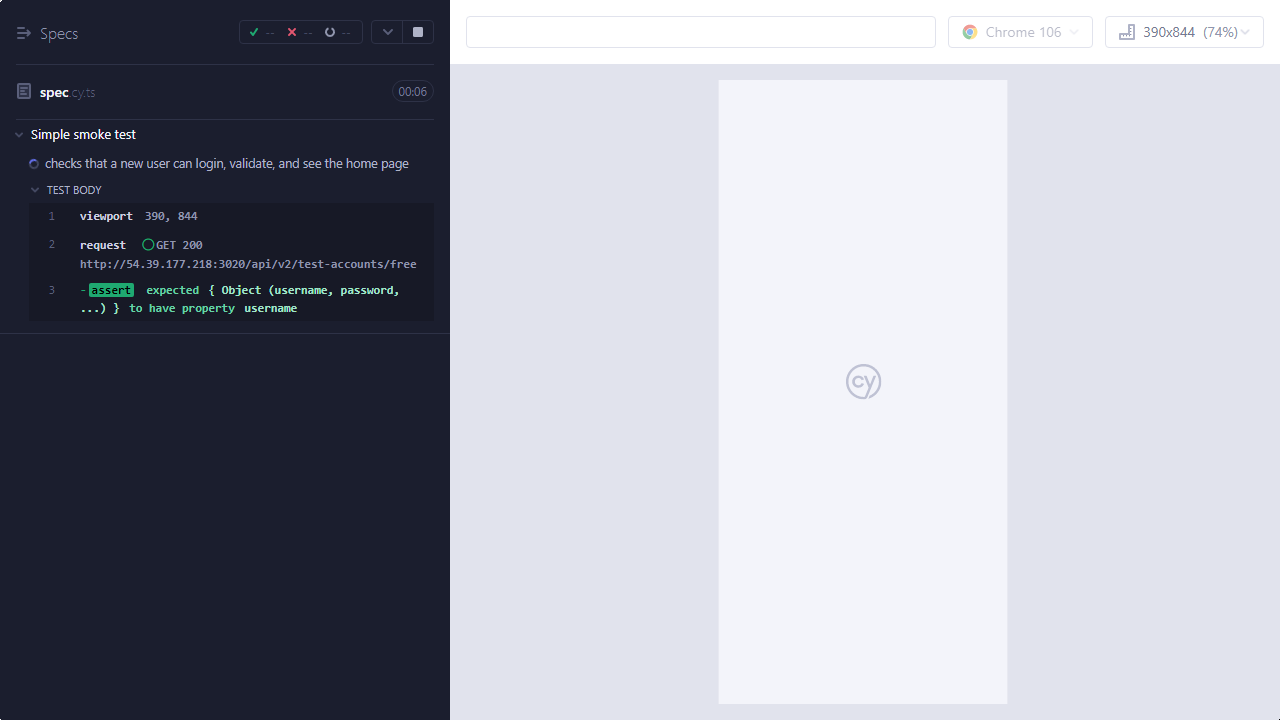 Specs -- -- --
spec.cy.ts 00:06
Simple smoke test
checks that a new user can login, validate, and see the home page
TEST BODY
1 viewport 390, 844
2 request GET 200
http://54.39.177.218:3020/api/v2/test-accounts/free
3 -assert expected { Object (username, password,
...) } to have property username
Chrome 106
390x844 (74%)
cy